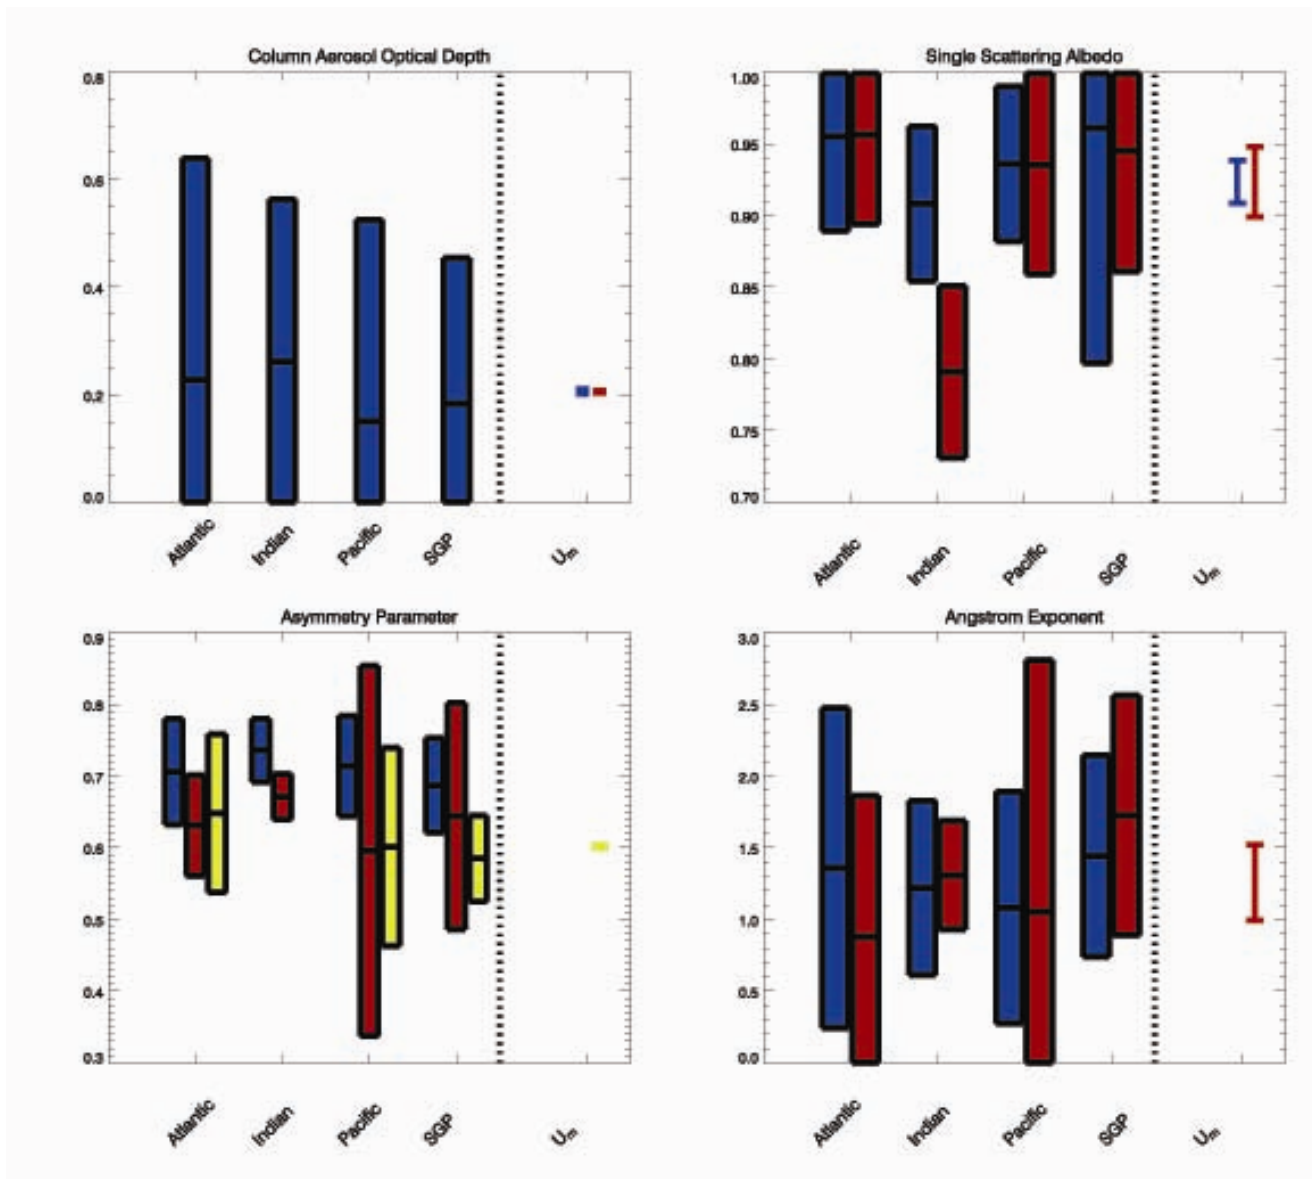 Column Aerosol Optical Depth
0.8
0.6
0.4
0.2
0.0
Atlantic
Indian
Pacific
SGP
Um
Single Scattering Albedo
1.00
0.95
0.90
0.85
0.80
0.75
0.70
Atlantic
Indian
Pacific
SGP
Um
Asymmetry Parameter
0.9
0.8
0.7
0.6
0.5
0.4
0.3
Atlantic
Indian
Pacific
SGP
Um
Angstrom Exponent
3.0
2.5
2.0
1.5
1.0
0.5
0.0
Atlantic
Indian
Pacific
SGP
Um